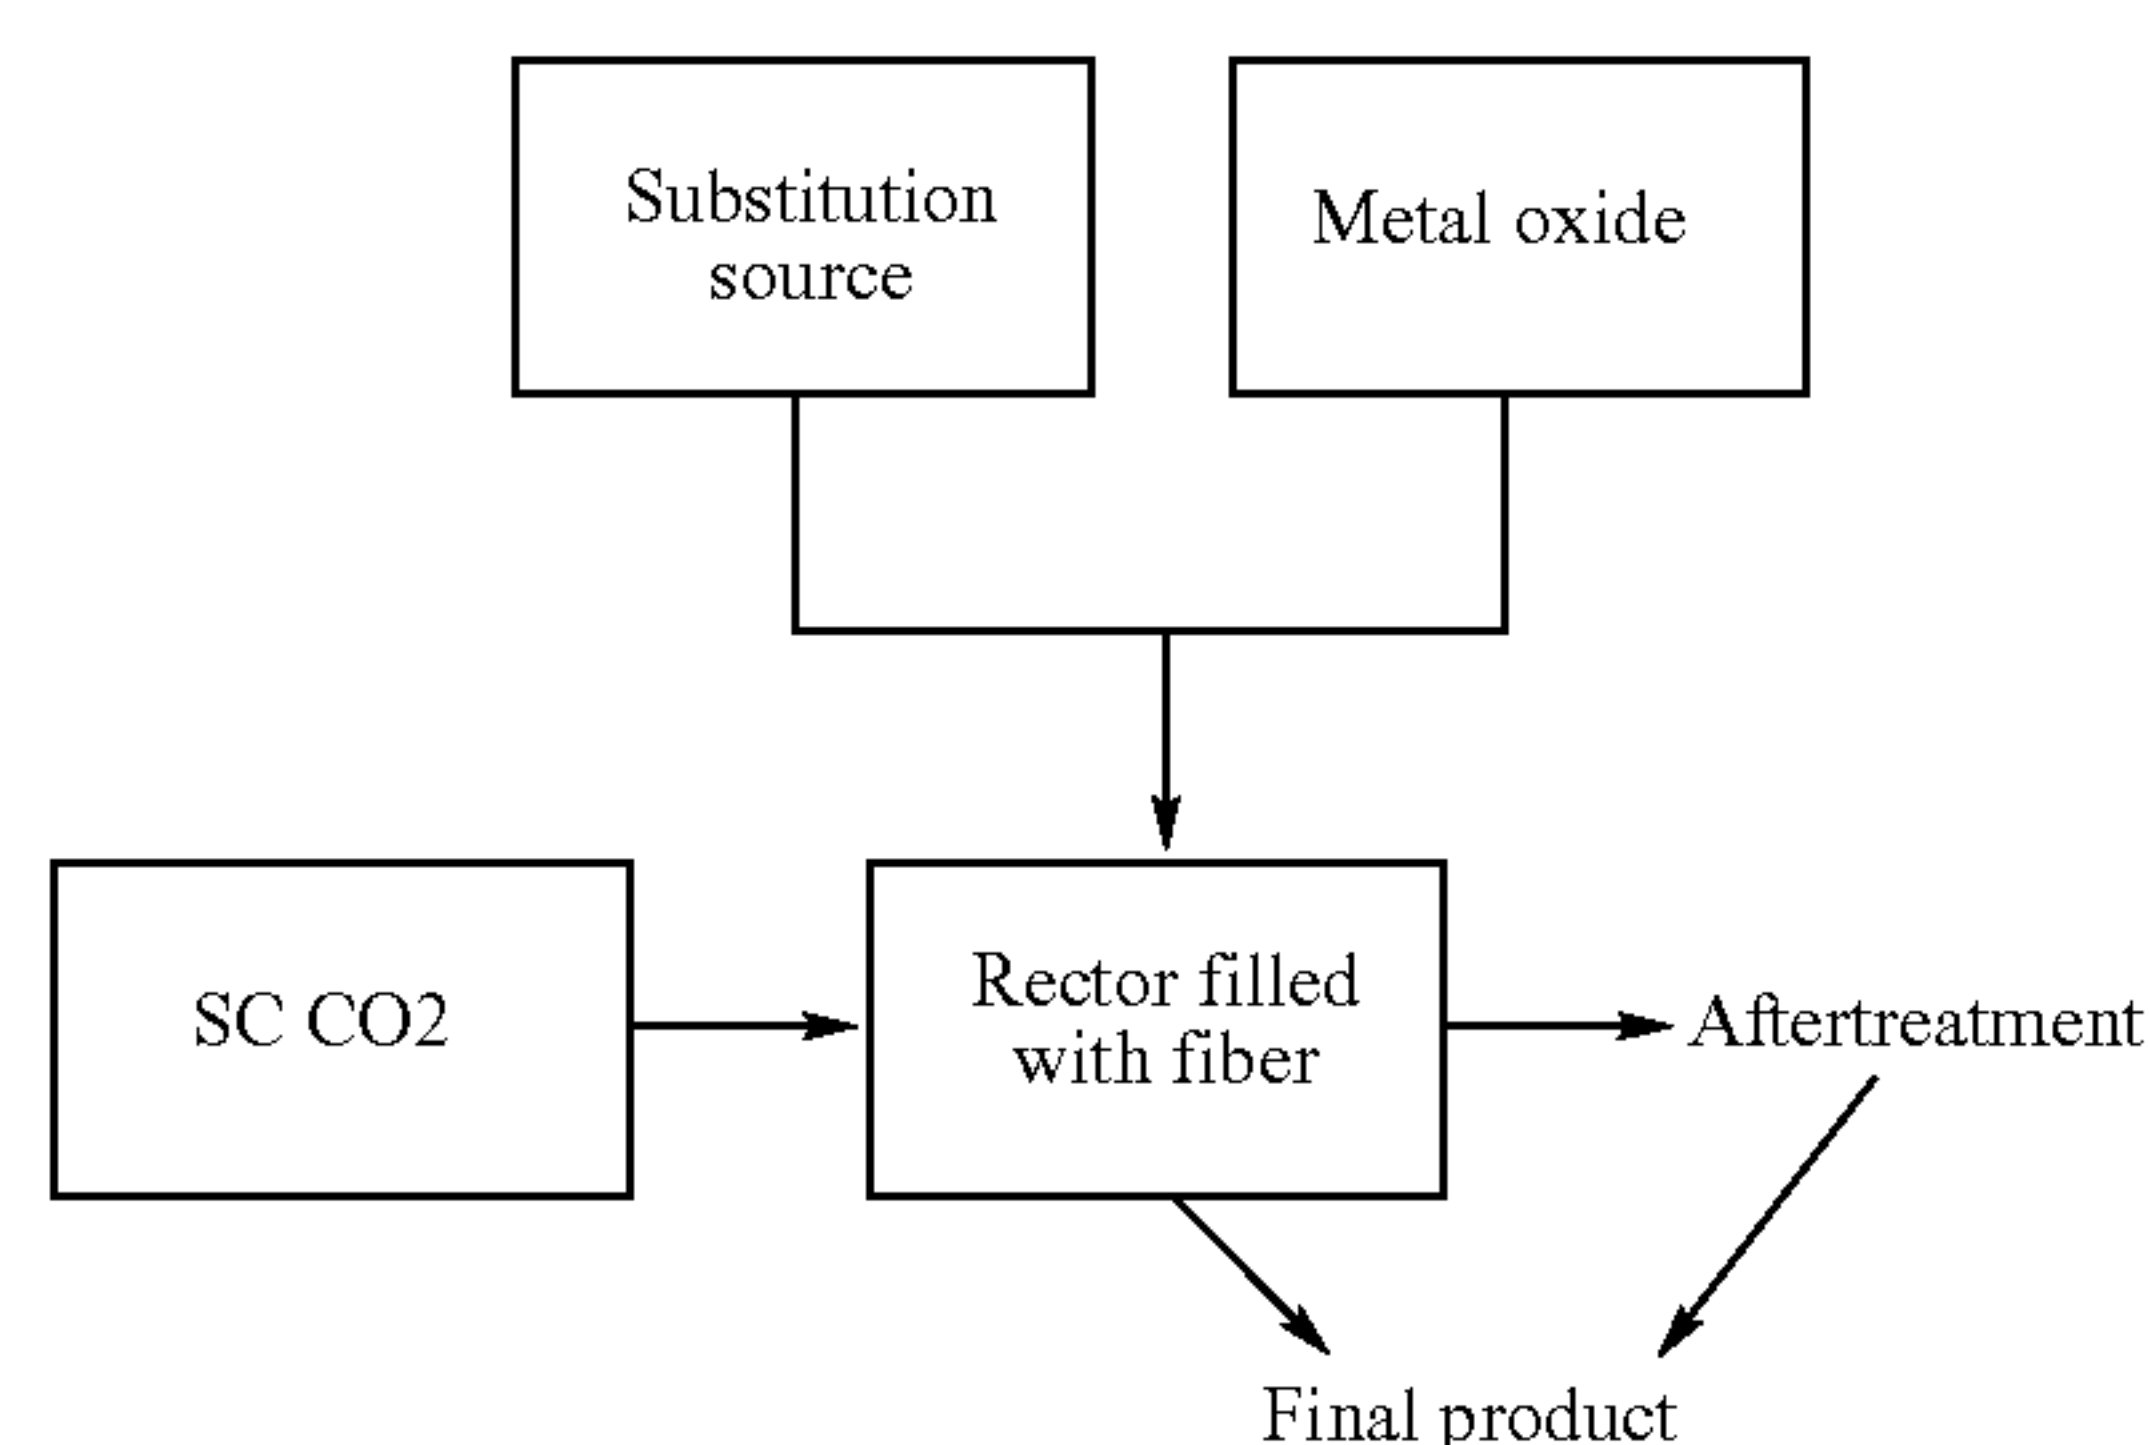 Substitution
source
Metal oxide
SC CO2
Rector filled
with fiber
Aftertreatment
Final product